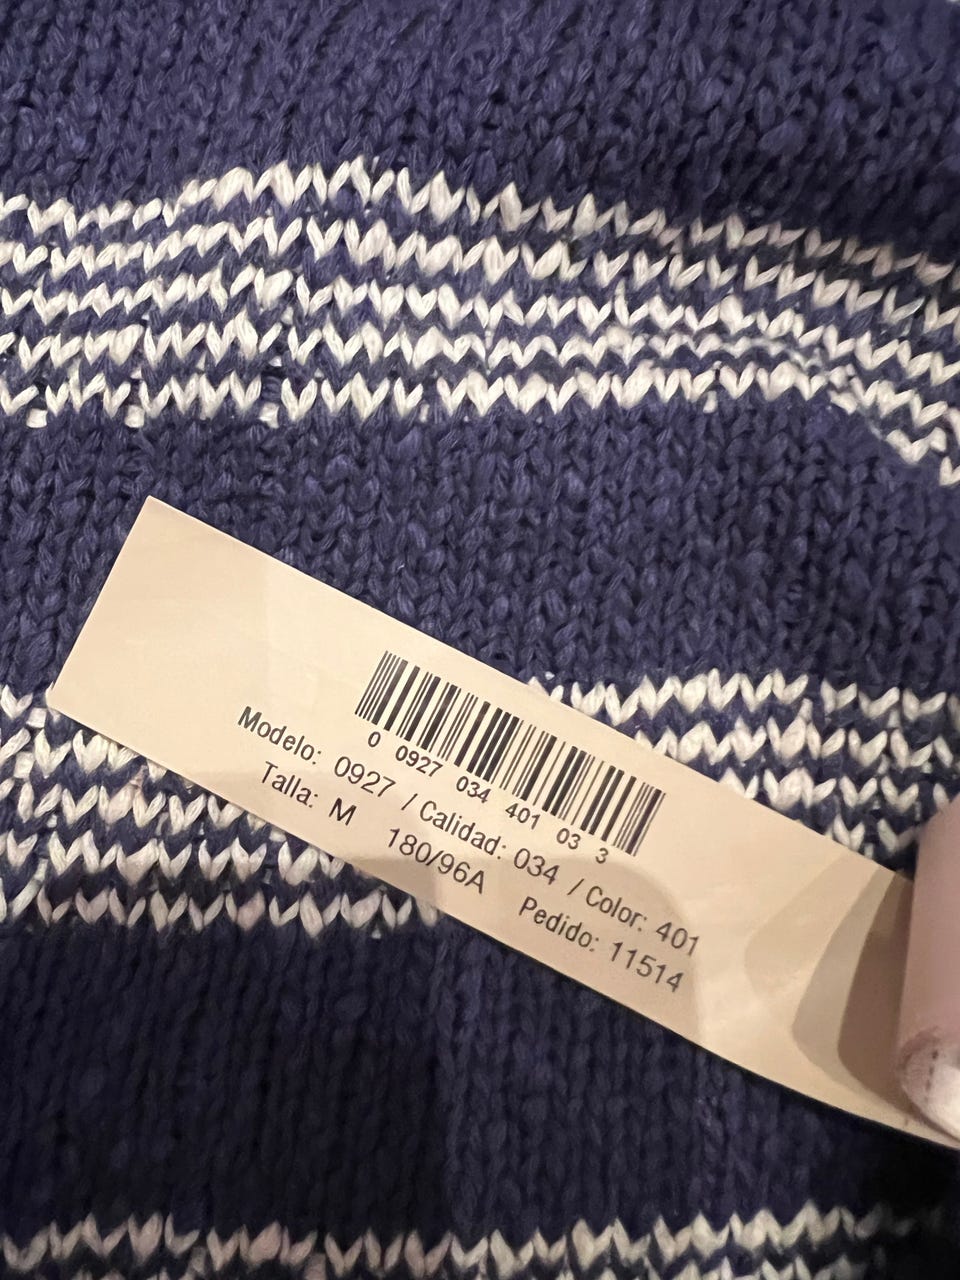 0 0927 034 401 03 3
Modelo: 0927 / Calidad: 034 / Color: 401
Talla: M 180/96A Pedido: 11514